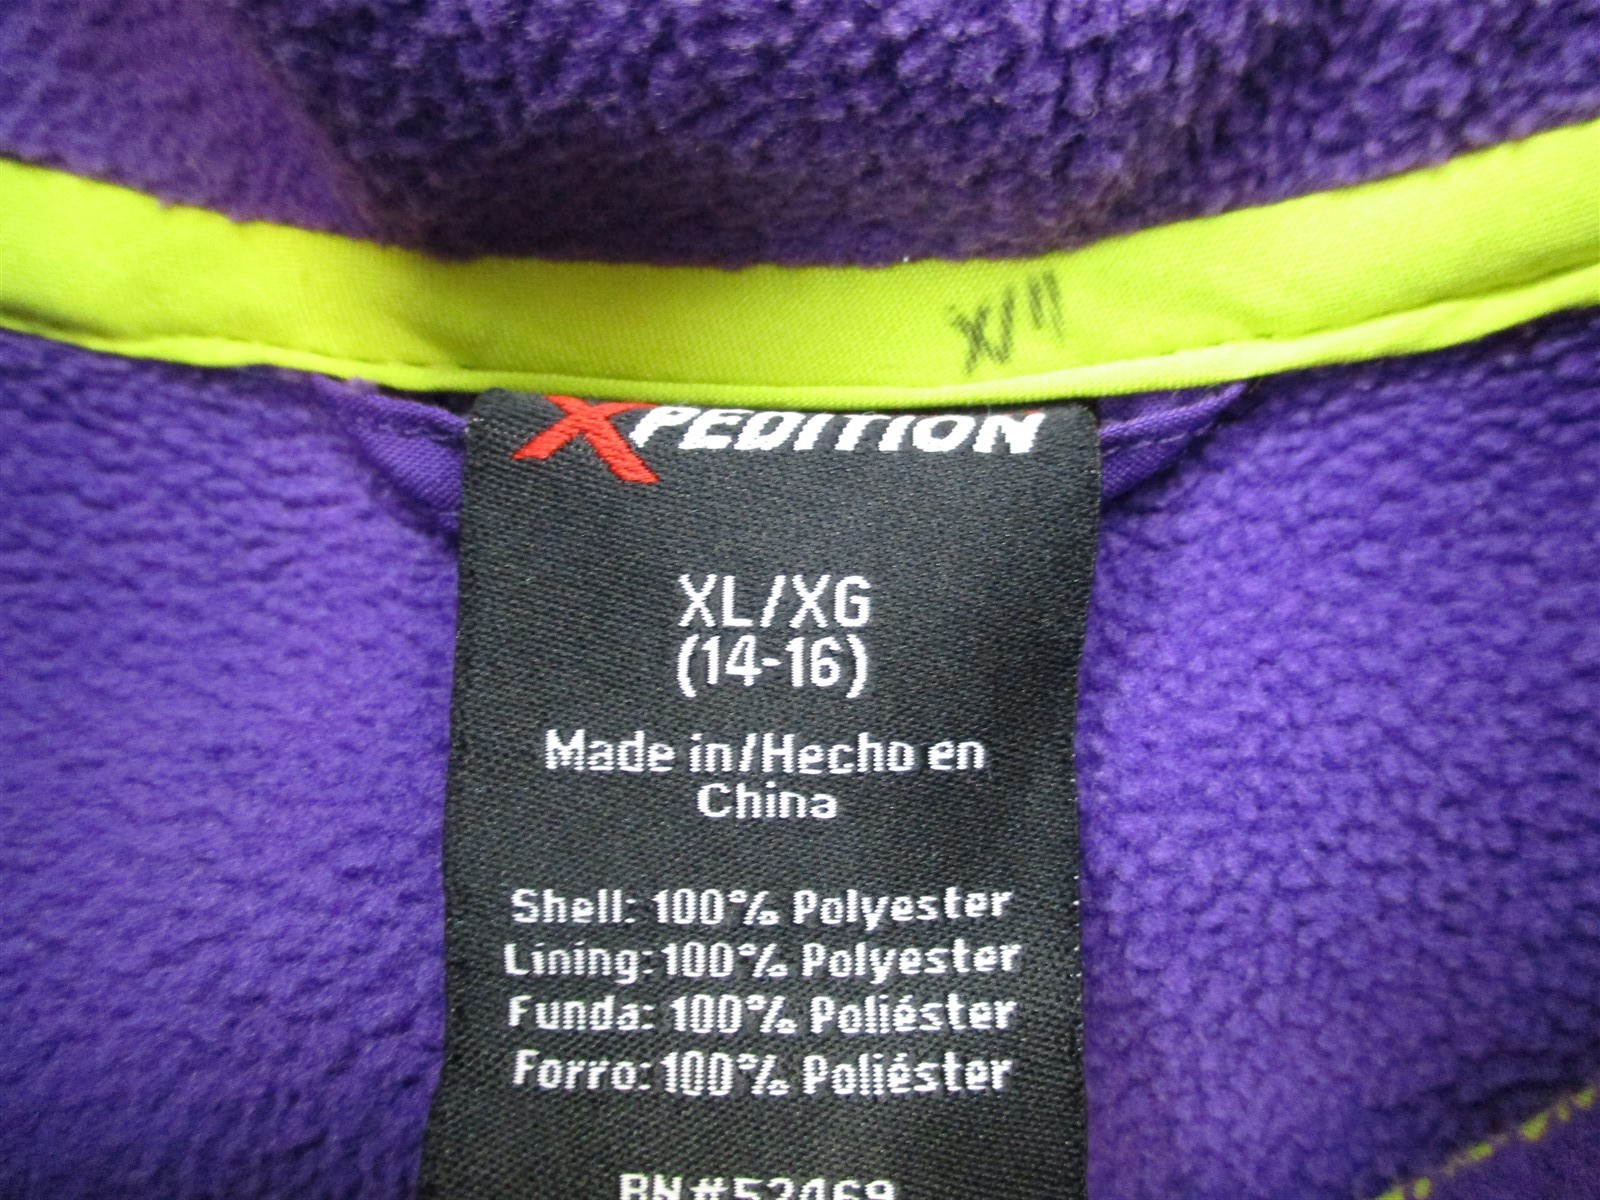 XPEDITION
XL/XG
(14-16)
Made in/Hecho en
China
Shell: 100% Polyester
Lining: 100% Polyester
Funda: 100% Poliéster
Forro: 100% Poliéster